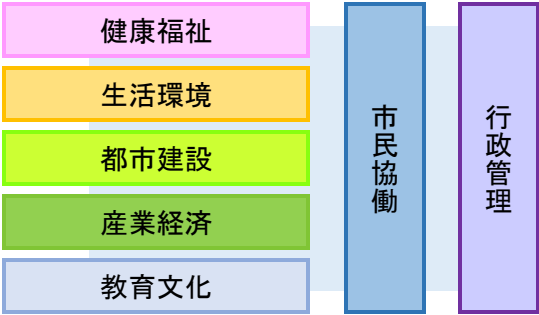 健康福祉
生活環境
都市建設
産業経済
教育文化
市民協働
行政管理